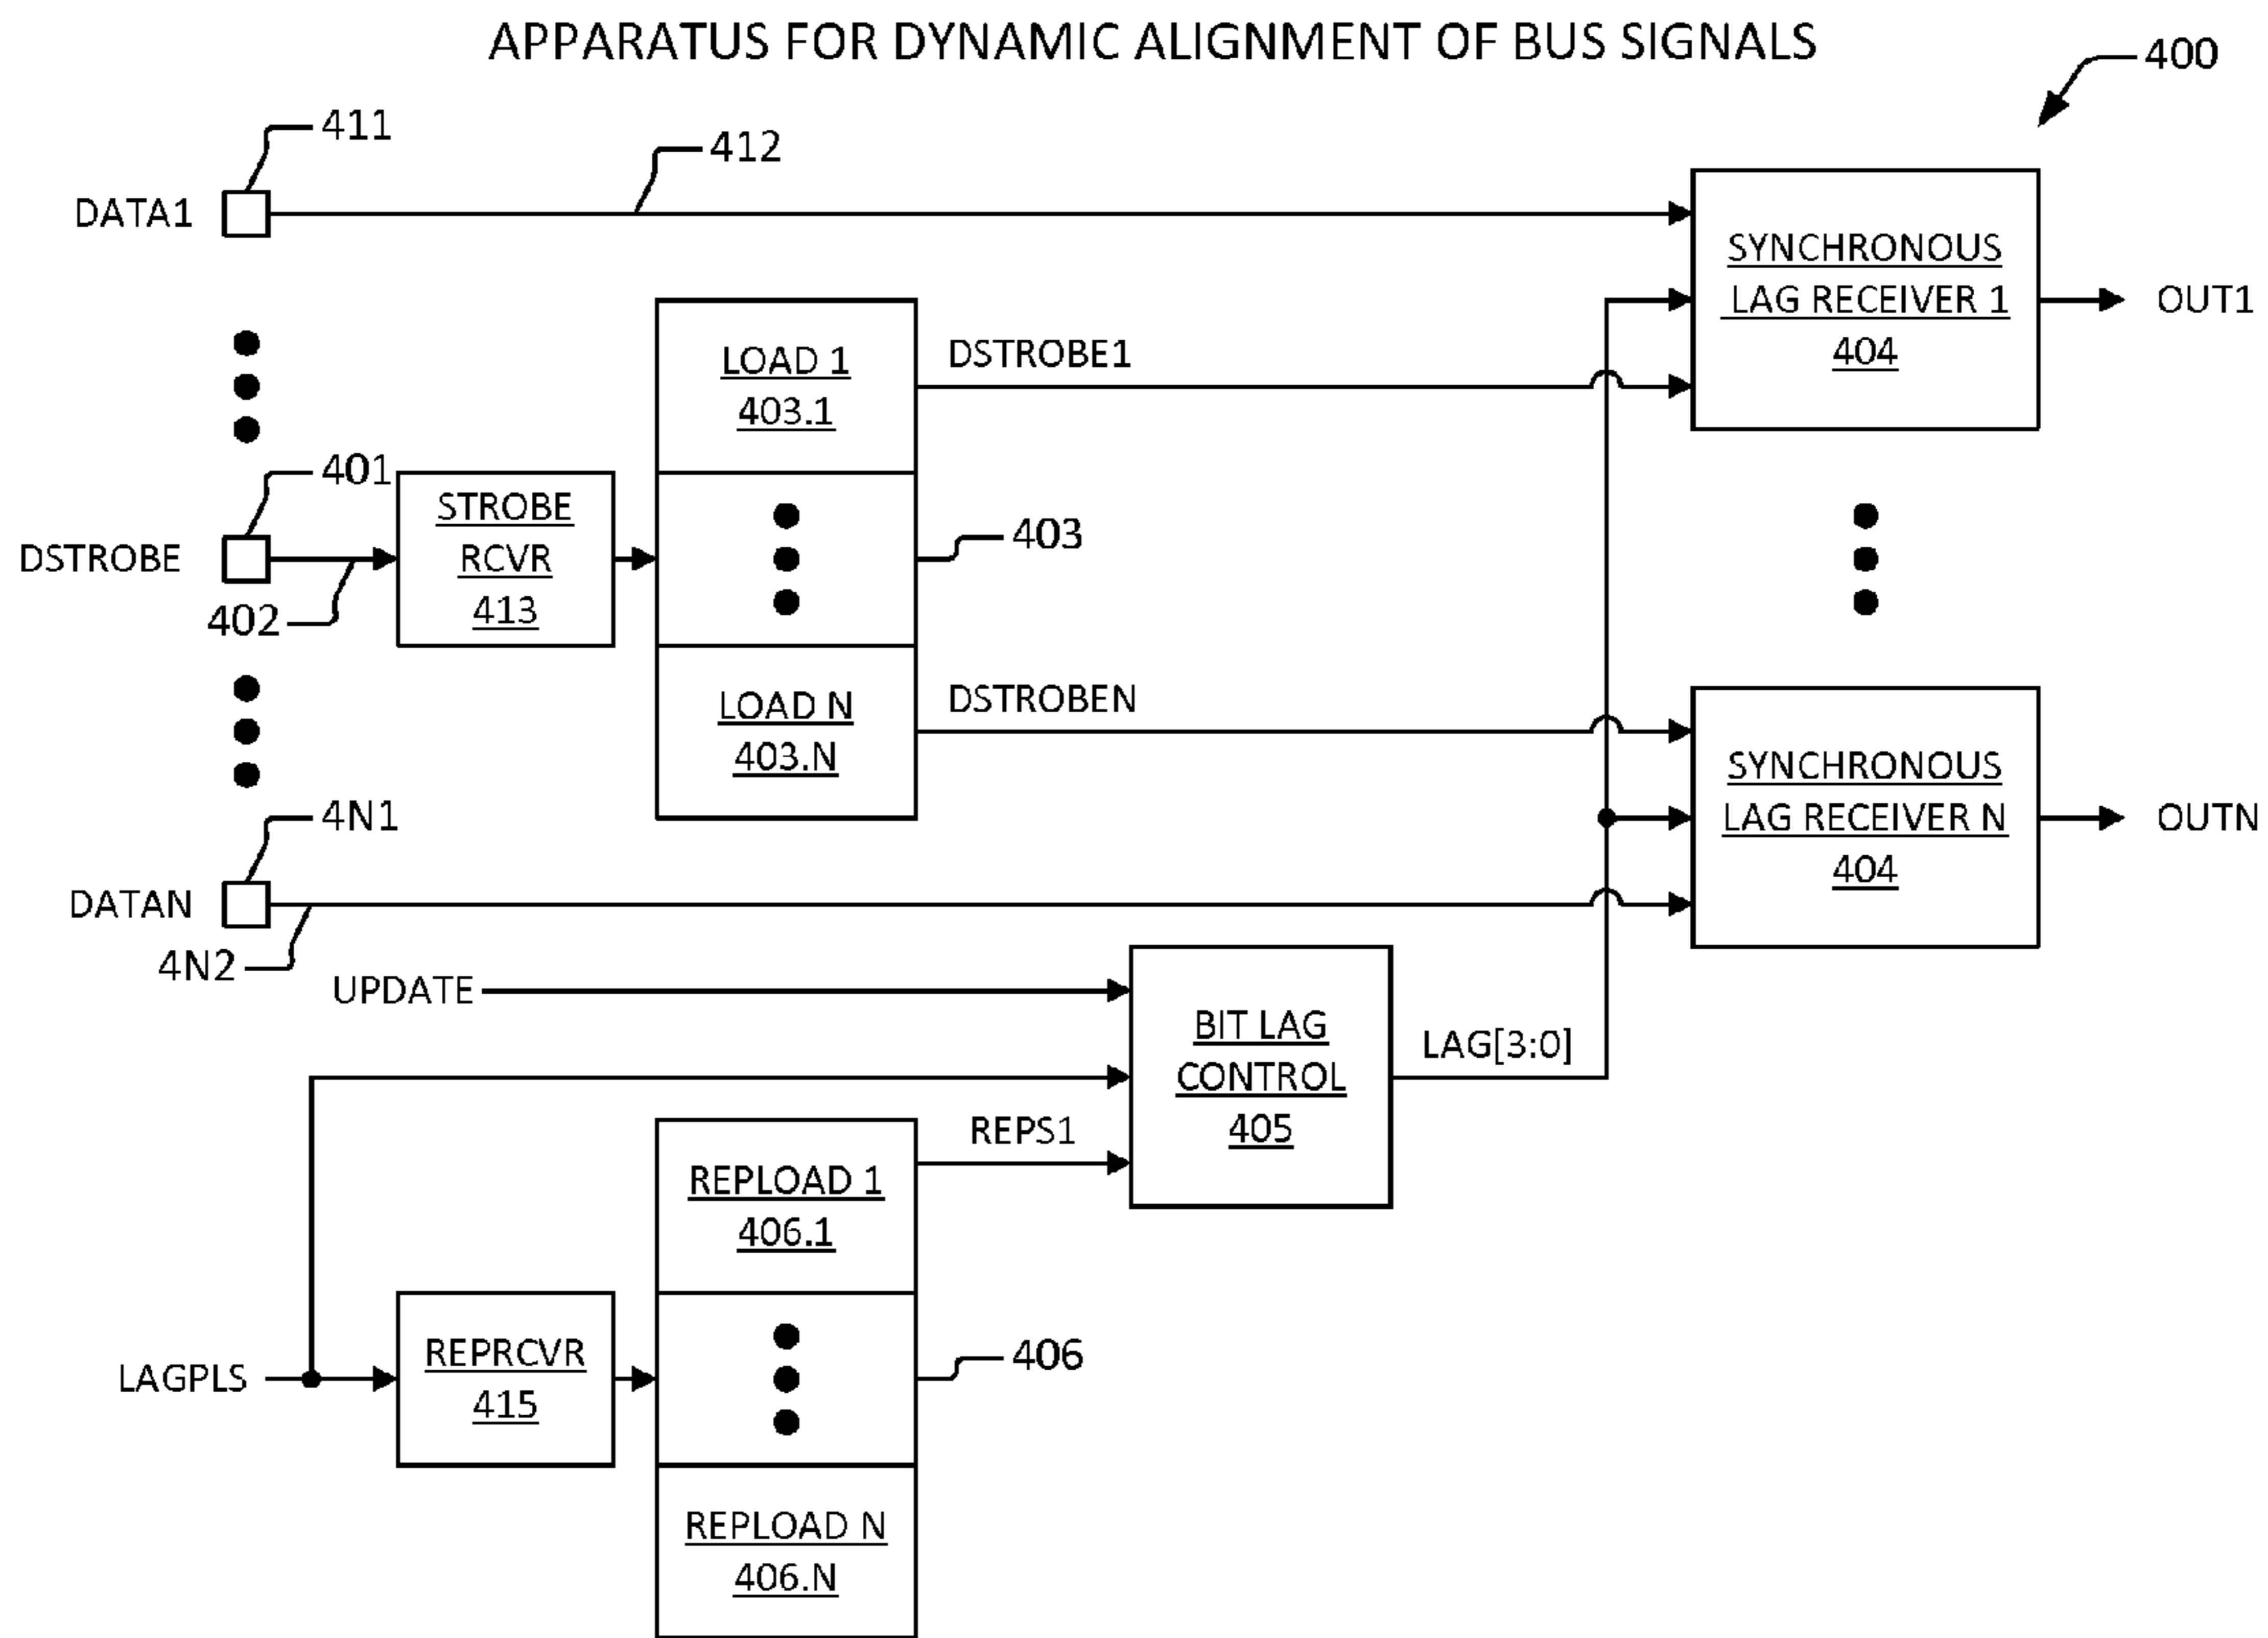 APPARATUS FOR DYNAMIC ALIGNMENT OF BUS SIGNALS
400
411
412
DATA1
SYNCHRONOUS
LAG RECEIVER 1
404
OUT1
LOAD 1
403.1
DSTROBE1
401
DSTROBE
402
STROBE
RCVR
413
403
LOAD N
403.N
DSTROBEN
SYNCHRONOUS
LAG RECEIVER N
404
OUTN
4N1
DATAN
4N2
UPDATE
BIT LAG
CONTROL
405
LAG[3:0]
REPS1
REPLOAD 1
406.1
LAGPLS
REPRCVR
415
406
REPLOAD N
406.N